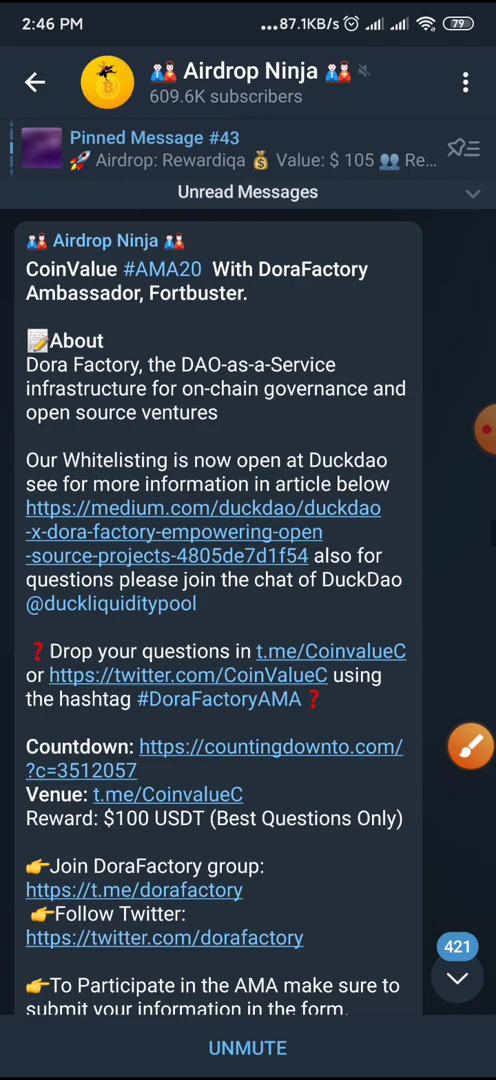 2:46 PM
...87.1KB/s
79
Airdrop Ninja
609.6K subscribers
Pinned Message #43
🚀 Airdrop: Rewardiqa 💰 Value: $ 105 👥 Re...
Unread Messages
Airdrop Ninja
CoinValue #AMA20 With DoraFactory
Ambassador, Fortbuster.
📝About
Dora Factory, the DAO-as-a-Service
infrastructure for on-chain governance and
open source ventures
Our Whitelisting is now open at Duckdao
see for more information in article below
https://medium.com/duckdao/duckdao
-x-dora-factory-empowering-open
-source-projects-4805de7d1f54 also for
questions please join the chat of DuckDao
@duckliquiditypool
❓Drop your questions in t.me/CoinvalueC
or https://twitter.com/CoinValueC using
the hashtag #DoraFactoryAMA❓
Countdown: https://countingdownto.com/
?c=3512057
Venue: t.me/CoinvalueC
Reward: $100 USDT (Best Questions Only)
👉Join DoraFactory group:
https://t.me/dorafactory
👉Follow Twitter:
https://twitter.com/dorafactory
421
👉To Participate in the AMA make sure to
submit your information in the form.
UNMUTE